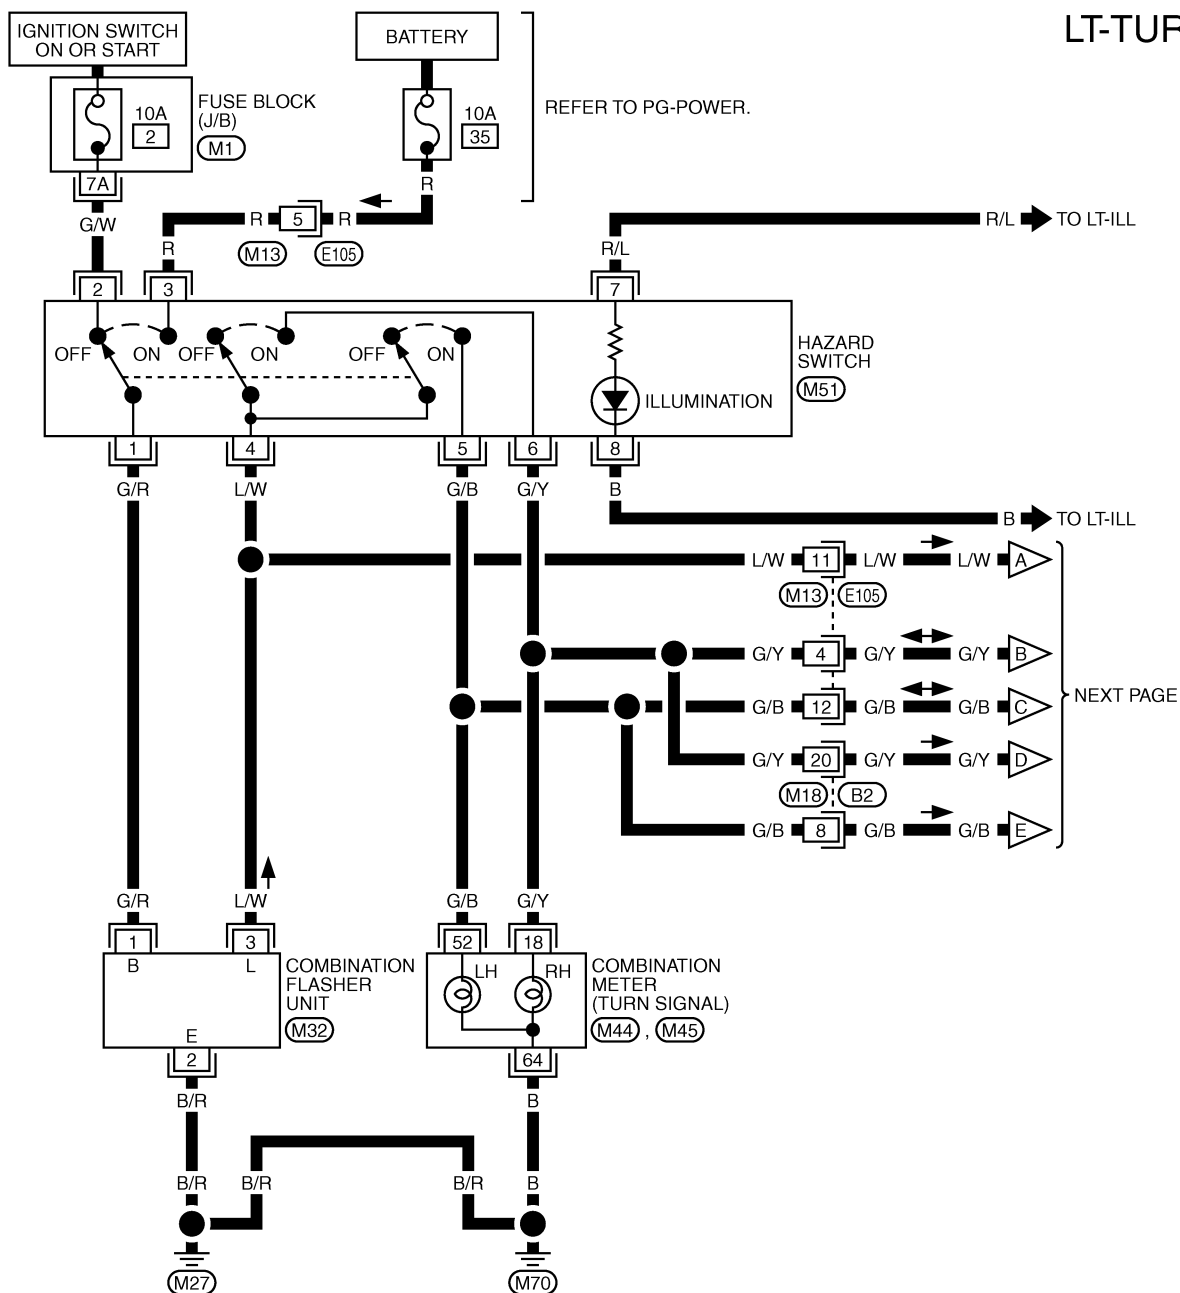 LT-TUR
IGNITION SWITCH
ON OR START
BATTERY
10A
2
FUSE BLOCK
(J/B)
M1
10A
35
REFER TO PG-POWER.
7A
G/W
R
R
5
R
M13
E105
R
R/L
TO LT-ILL
R/L
2
3
7
OFF
ON
OFF
ON
OFF
ON
ILLUMINATION
HAZARD
SWITCH
M51
1
4
5
6
8
G/R
L/W
G/B
G/Y
B
B
TO LT-ILL
L/W
11
L/W
L/W
A
M13
E105
G/Y
4
G/Y
G/Y
B
G/B
12
G/B
G/B
C
NEXT PAGE
G/Y
20
G/Y
G/Y
D
M18
B2
G/B
8
G/B
G/B
E
G/R
L/W
G/B
G/Y
1
3
52
18
B
L
E
COMBINATION
FLASHER
UNIT
M32
LH
RH
COMBINATION
METER
(TURN SIGNAL)
M44 , M45
2
64
B/R
B
B/R
B/R
B/R
B
M27
M70